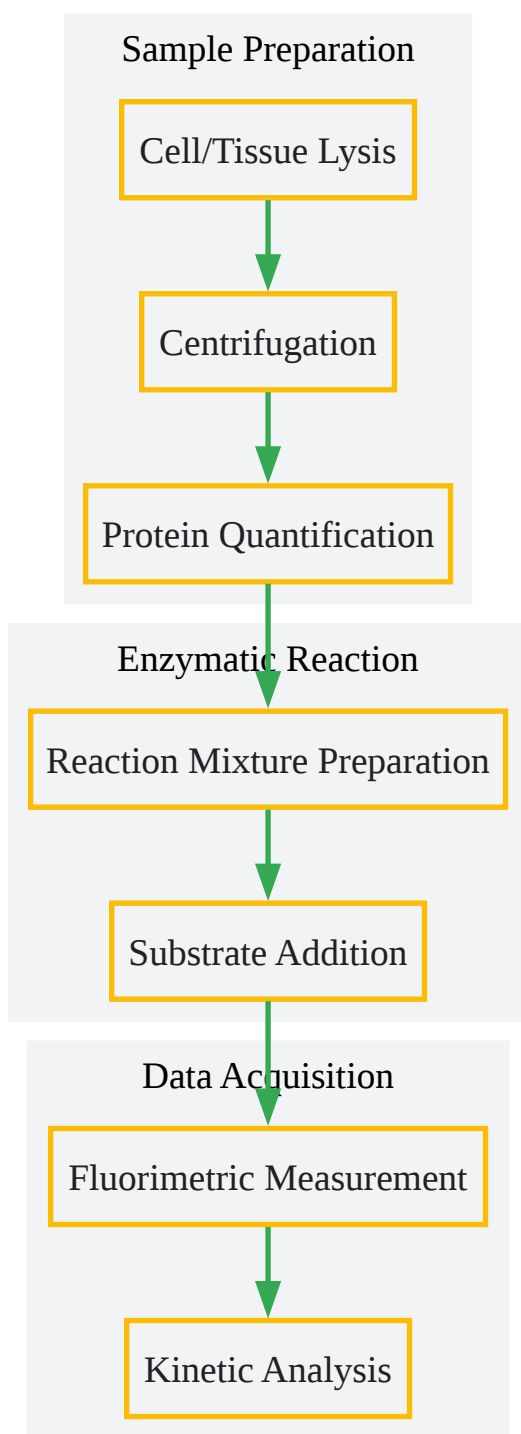 Sample Preparation
Cell/Tissue Lysis
Centrifugation
Protein Quantification
Enzymatic Reaction
Reaction Mixture Preparation
Substrate Addition
Data Acquisition
Fluorimetric Measurement
Kinetic Analysis